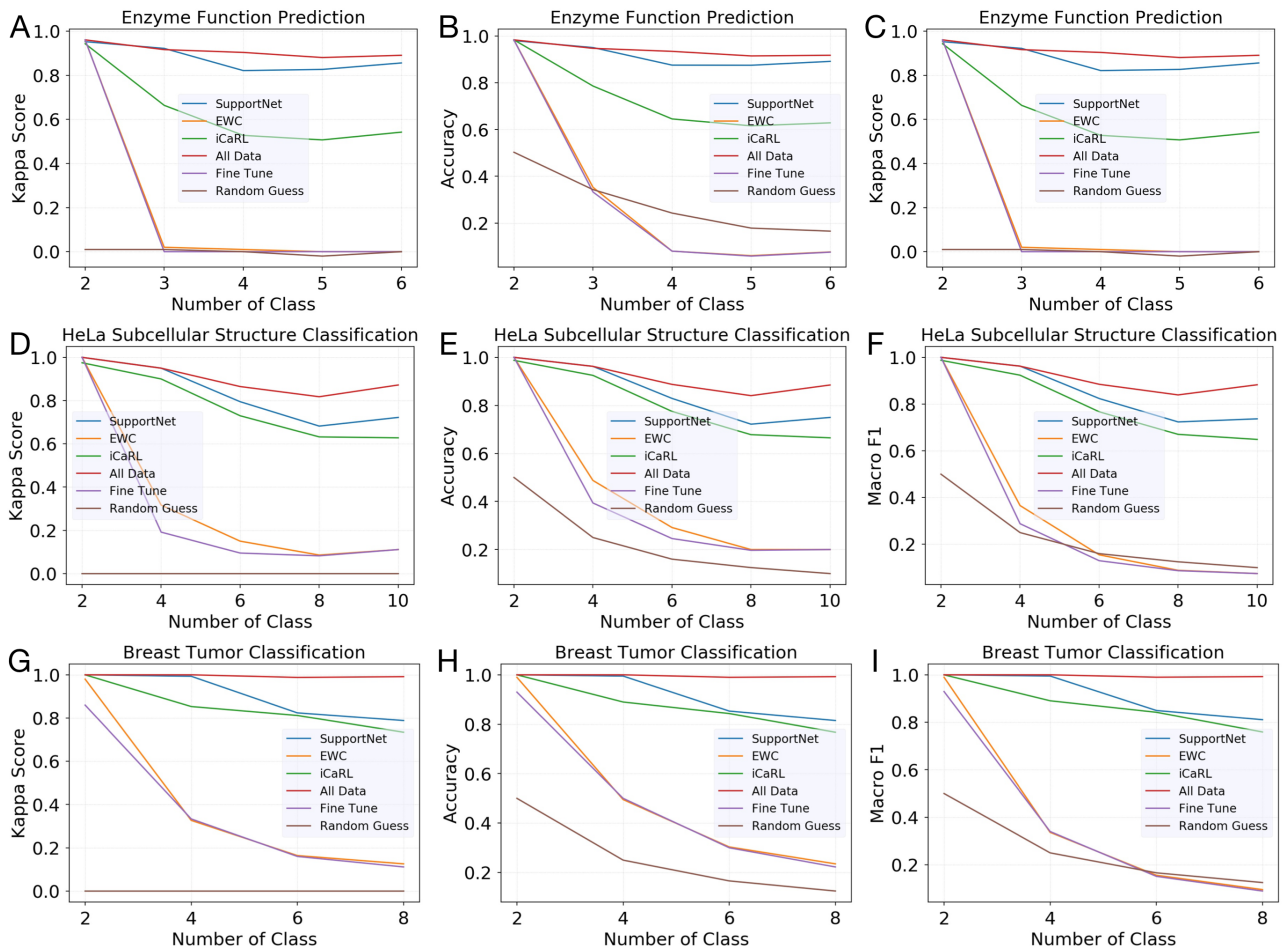 A
Enzyme Function Prediction
Kappa Score
1.0
0.8
0.6
0.4
0.2
0.0
SupportNet
EWC
iCaRL
All Data
Fine Tune
Random Guess
2 3 4 5 6
Number of Class
B
Enzyme Function Prediction
Accuracy
1.0
0.8
0.6
0.4
0.2
SupportNet
EWC
iCaRL
All Data
Fine Tune
Random Guess
2 3 4 5 6
Number of Class
C
Enzyme Function Prediction
Kappa Score
1.0
0.8
0.6
0.4
0.2
0.0
SupportNet
EWC
iCaRL
All Data
Fine Tune
Random Guess
2 3 4 5 6
Number of Class
D
HeLa Subcellular Structure Classification
Kappa Score
1.0
0.8
0.6
0.4
0.2
0.0
SupportNet
EWC
iCaRL
All Data
Fine Tune
Random Guess
2 4 6 8 10
Number of Class
E
HeLa Subcellular Structure Classification
Accuracy
1.0
0.8
0.6
0.4
0.2
SupportNet
EWC
iCaRL
All Data
Fine Tune
Random Guess
2 4 6 8 10
Number of Class
F
HeLa Subcellular Structure Classification
Macro F1
1.0
0.8
0.6
0.4
0.2
SupportNet
EWC
iCaRL
All Data
Fine Tune
Random Guess
2 4 6 8 10
Number of Class
G
Breast Tumor Classification
Kappa Score
1.0
0.8
0.6
0.4
0.2
0.0
SupportNet
EWC
iCaRL
All Data
Fine Tune
Random Guess
2 4 6 8
Number of Class
H
Breast Tumor Classification
Accuracy
1.0
0.8
0.6
0.4
0.2
SupportNet
EWC
iCaRL
All Data
Fine Tune
Random Guess
2 4 6 8
Number of Class
I
Breast Tumor Classification
Macro F1
1.0
0.8
0.6
0.4
0.2
SupportNet
EWC
iCaRL
All Data
Fine Tune
Random Guess
2 4 6 8
Number of Class